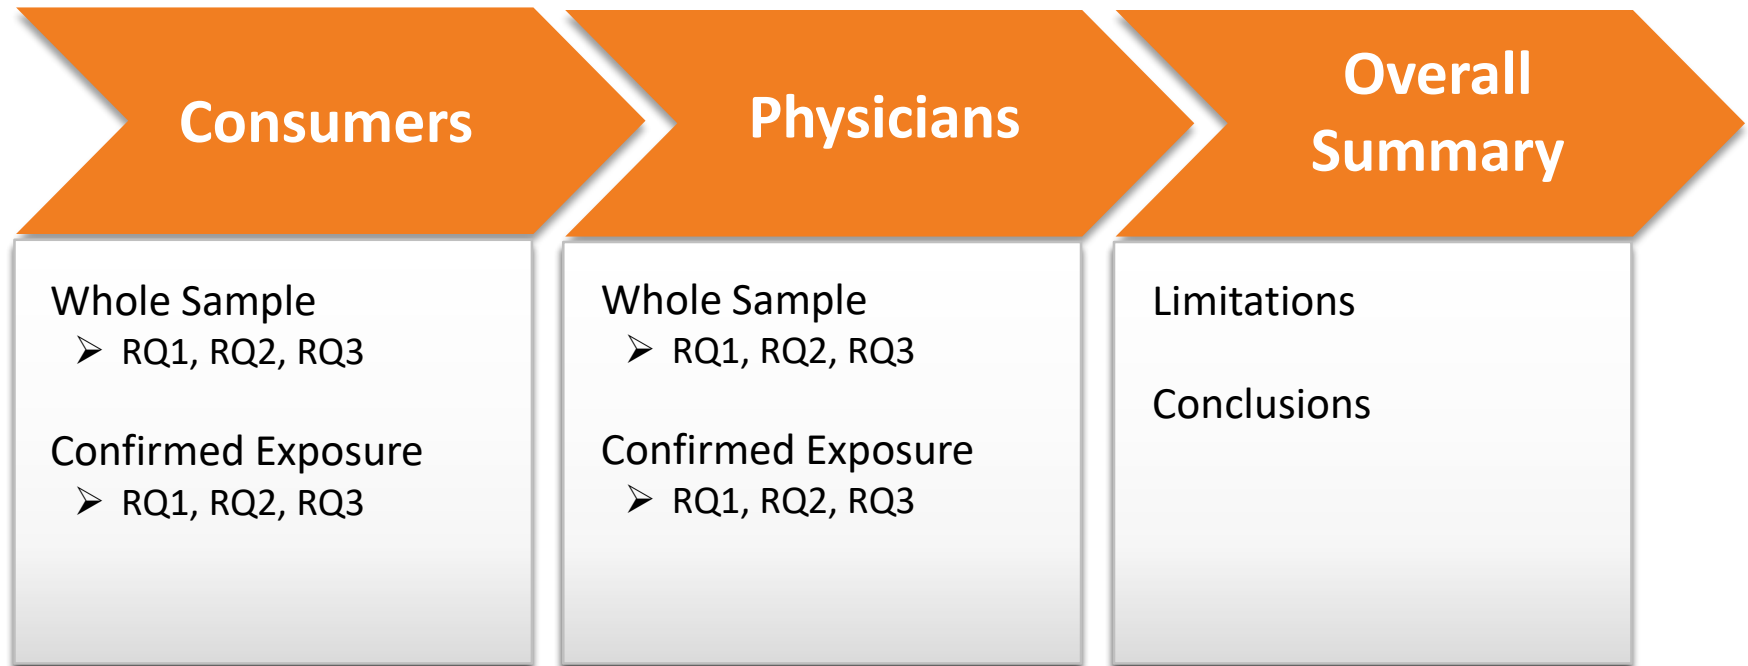 Consumers
Whole Sample
➢ RQ1, RQ2, RQ3
Confirmed Exposure
➢ RQ1, RQ2, RQ3
Physicians
Whole Sample
➢ RQ1, RQ2, RQ3
Confirmed Exposure
➢ RQ1, RQ2, RQ3
Overall
Summary
Limitations
Conclusions